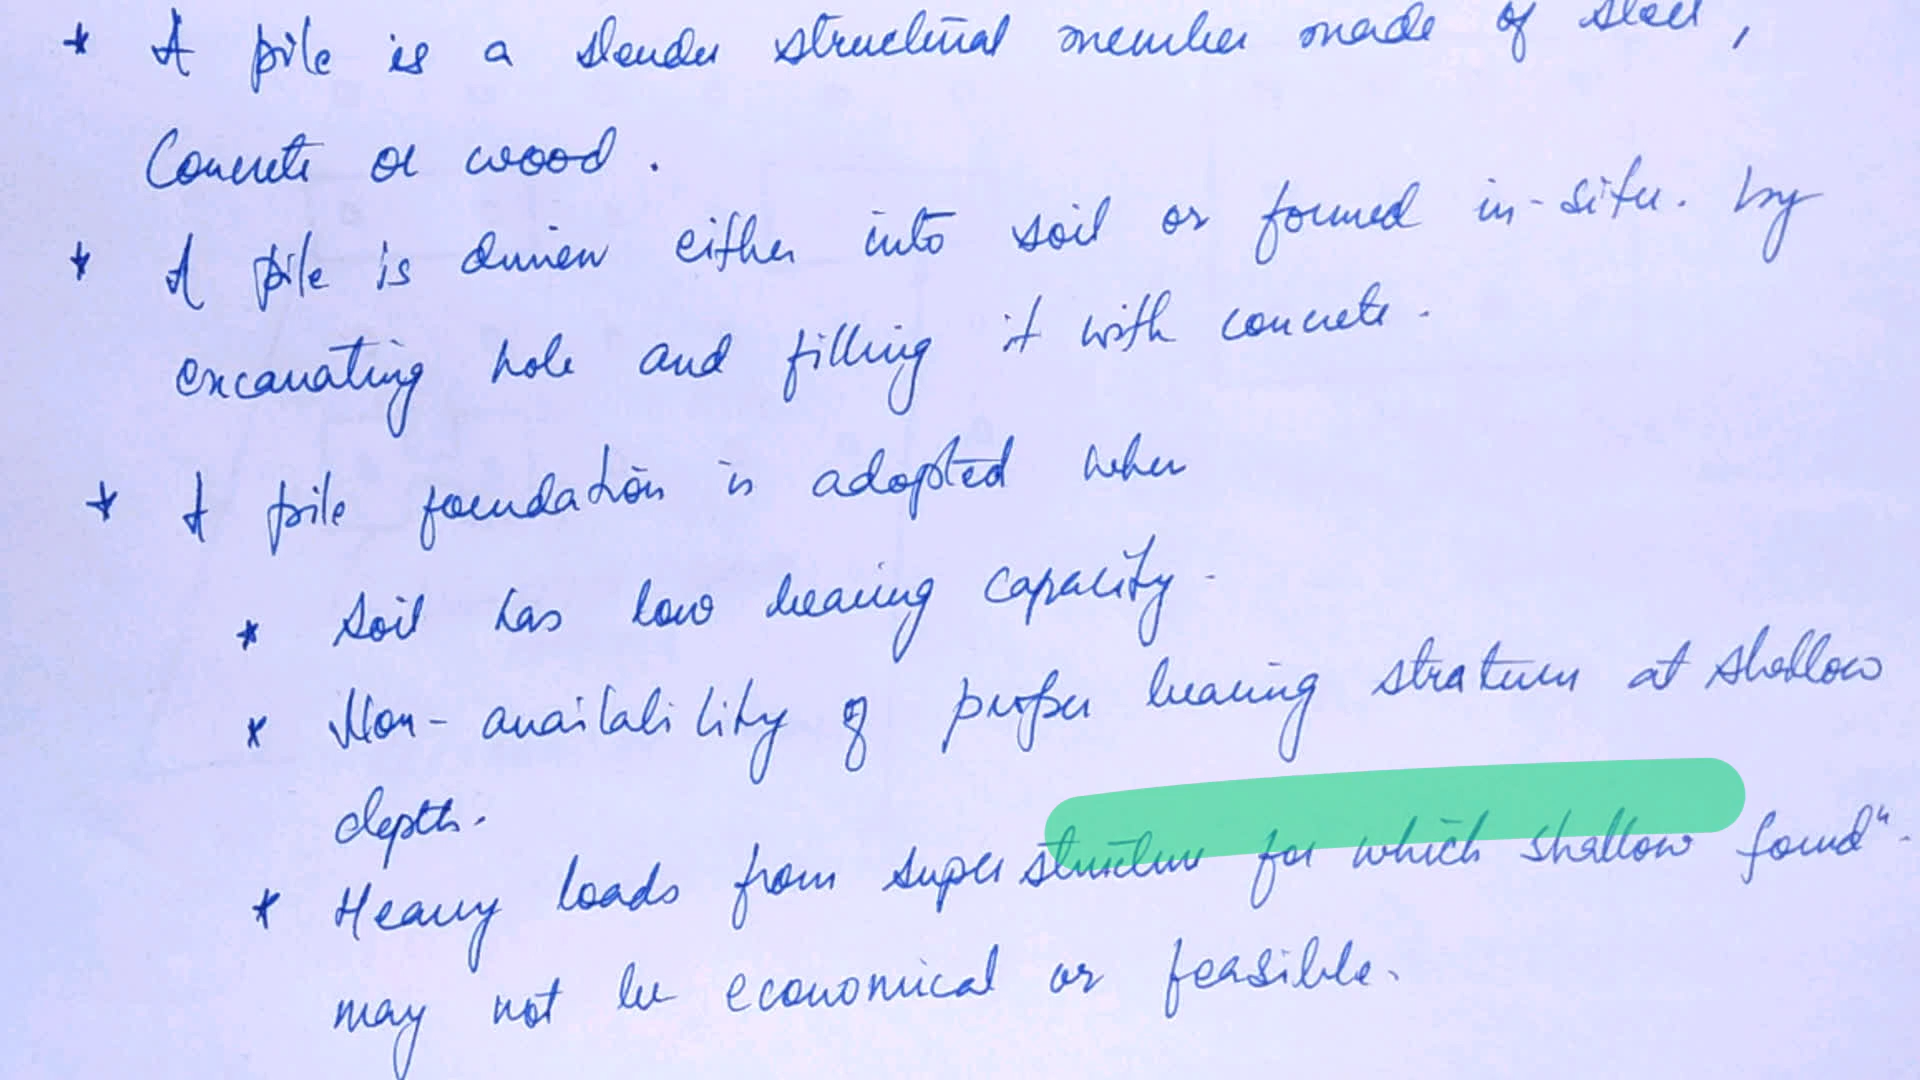 * A pile is a slender structural member made of steel,
Concrete or wood.
* A pile is driven either into soil or formed in-situ. by
excavating hole and filling it with concrete.
* A pile foundation is adopted when
* Soil has low bearing capacity.
* Non-availability of proper bearing stratum at shallow
depth.
* Heavy loads from super structure for which shallow foundⁿ.
may not be economical or feasible.